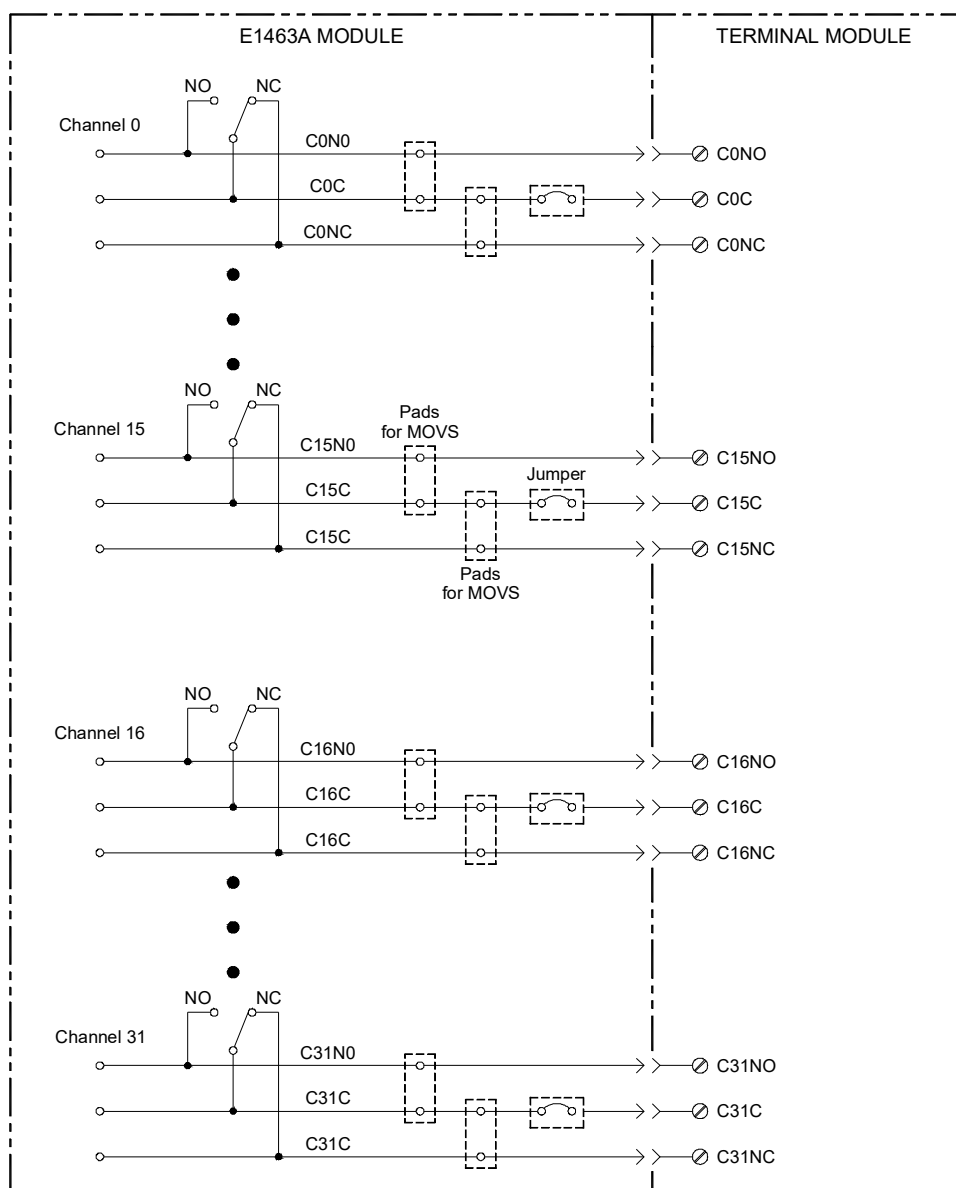 E1463A MODULE
TERMINAL MODULE
NO
NC
Channel 0
C0N0
C0NO
C0C
C0C
C0NC
C0NC
NO
NC
Channel 15
Pads
for MOVS
C15N0
C15NO
Jumper
C15C
C15C
C15C
C15NC
Pads
for MOVS
NO
NC
Channel 16
C16N0
C16NO
C16C
C16C
C16C
C16NC
NO
NC
Channel 31
C31N0
C31NO
C31C
C31C
C31C
C31NC